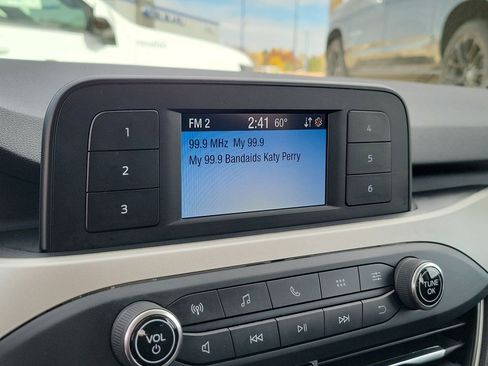 FM 2 2:41 60°
1 4
99.9 MHz My 99.9
My 99.9 Bandaids Katy Perry
2 5
3 6
TUNE
OK
VOL